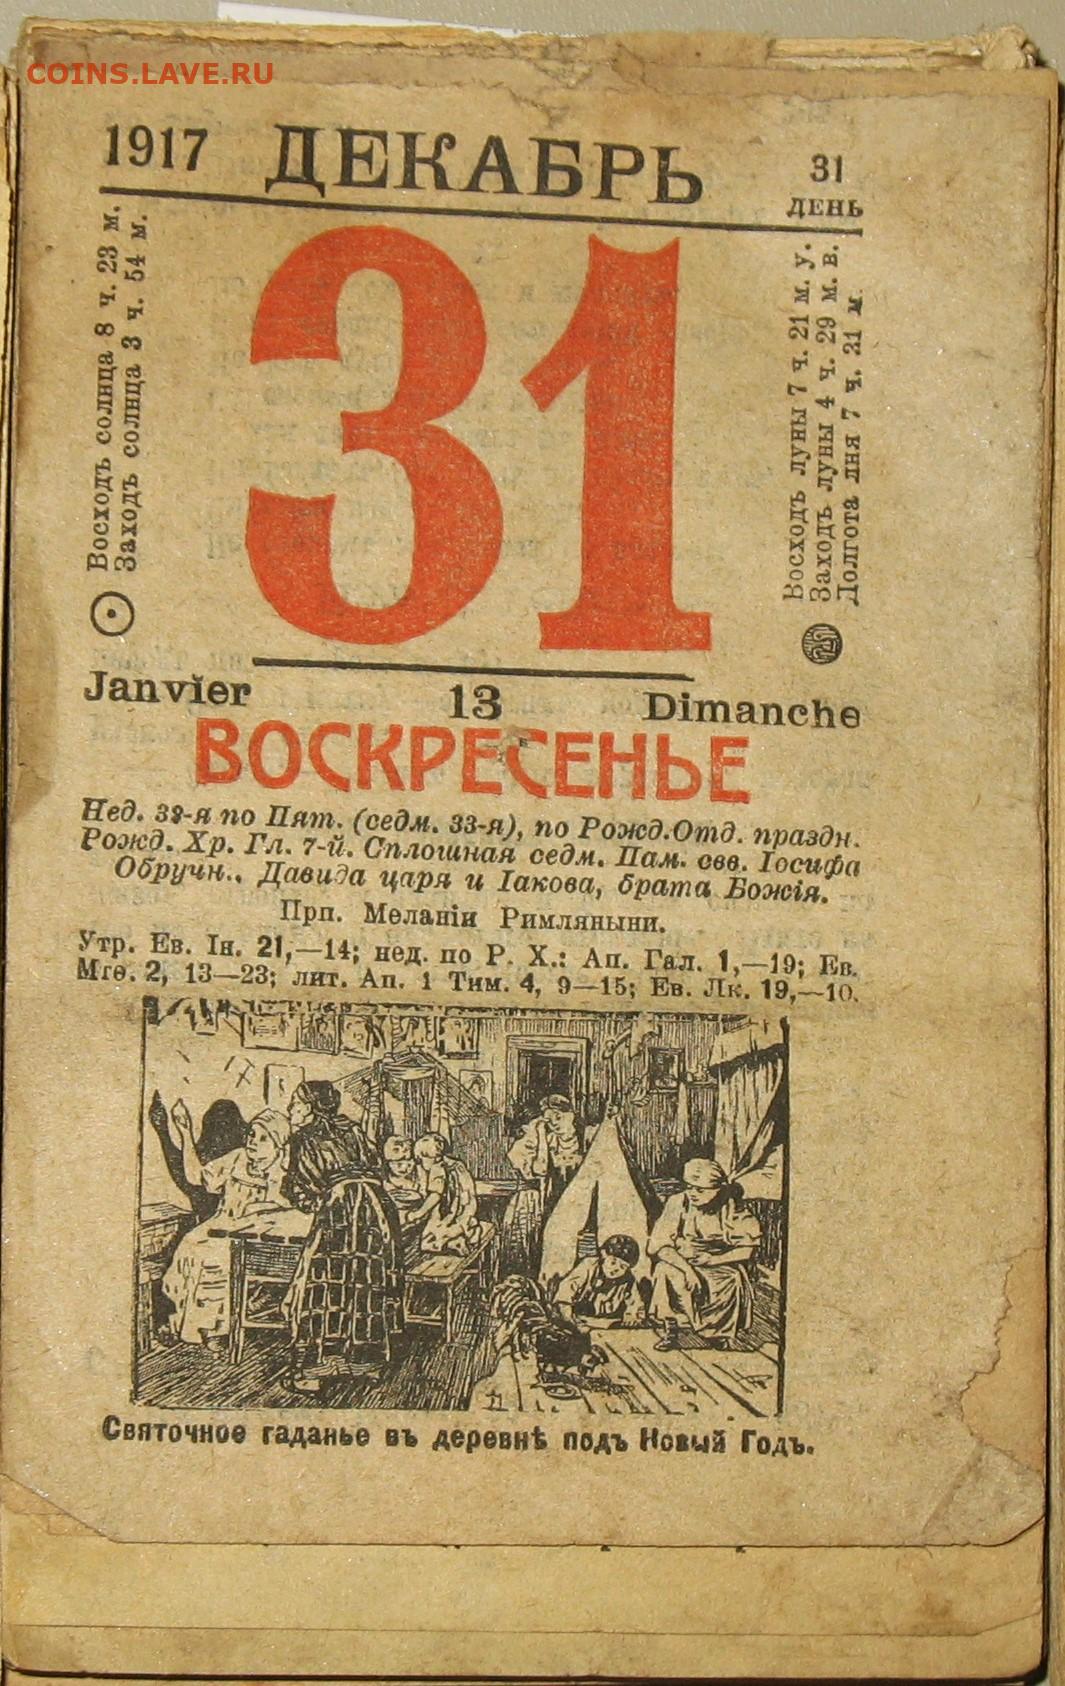 COINS.LAVE.RU
1917 ДЕКАБРЬ 31
ДЕНЬ
Восходъ солнца 8 ч. 23 м.
Заходъ солнца 3 ч. 54 м.
31
Восходъ луны 7 ч. 21 м. у.
Заходъ луны 4 ч. 29 м. в.
Долгота дня 7 ч. 31 м.
Janvier 13 Dimanche
ВОСКРЕСЕНЬЕ
Нед. 32-я по Пят. (седм. 33-я), по Рожд.Отд. праздн.
Рожд. Хр. Гл. 7-й. Сплошная седм. Пам. свв. Іосифа
Обручн., Давида царя и Іакова, брата Божія.
Прп. Меланіи Римляныни.
Утр. Ев. Ін. 21,—14; нед. по Р. Х.: Ап. Гал. 1,—19; Ев.
Мтѳ. 2, 13—23; лит. Ап. 1 Тим. 4, 9—15; Ев. Лк. 19,—10.
Святочное гаданье въ деревнѣ подъ Новый Годъ.